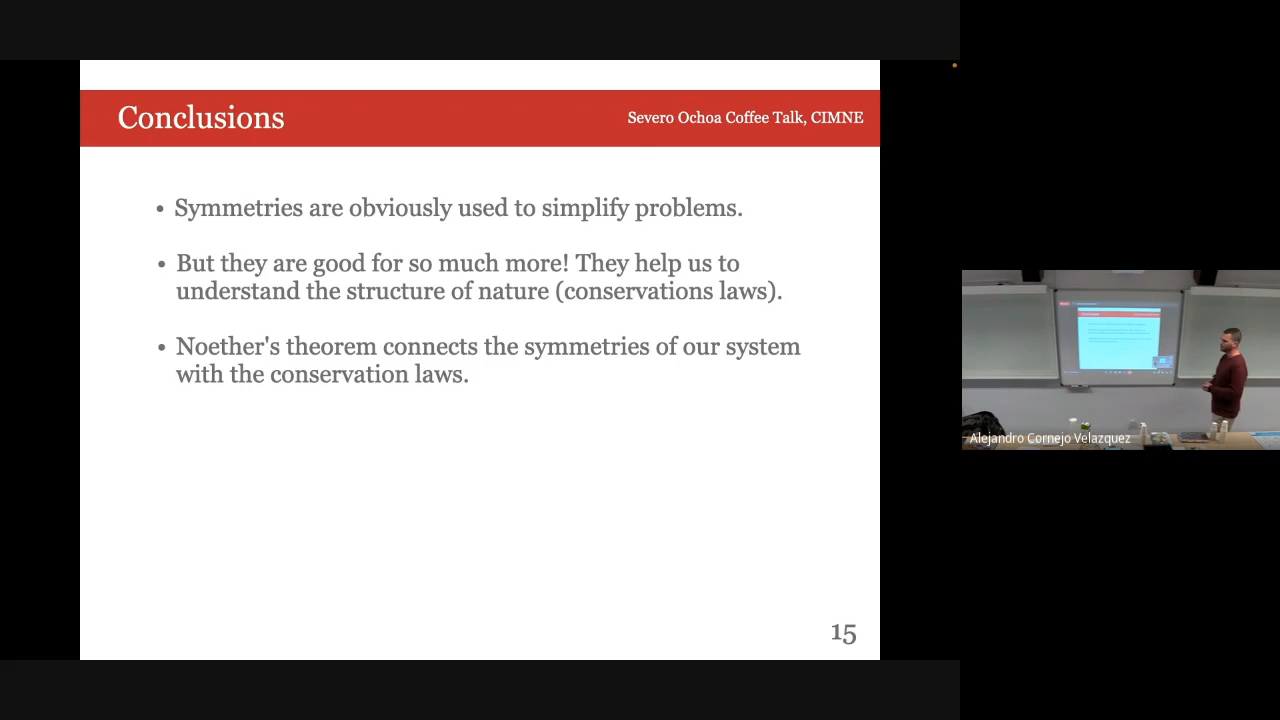 Conclusions
Severo Ochoa Coffee Talk, CIMNE
• Symmetries are obviously used to simplify problems.
• But they are good for so much more! They help us to
understand the structure of nature (conservations laws).
• Noether's theorem connects the symmetries of our system
with the conservation laws.
15
Alejandro Cornejo Velazquez